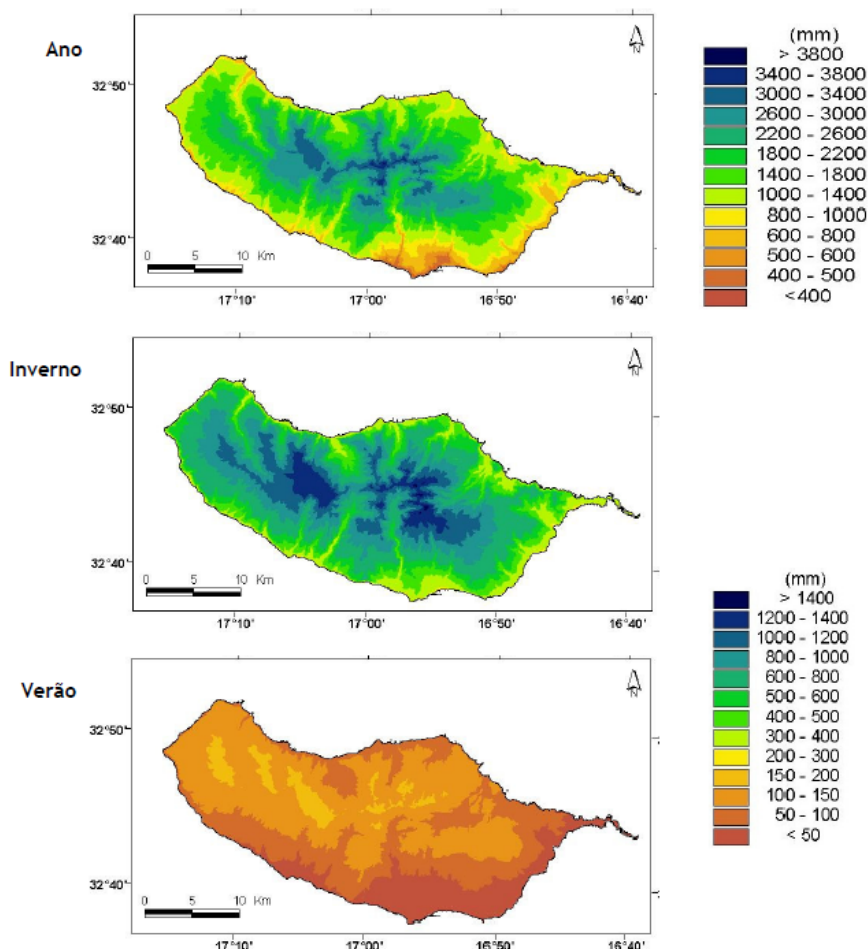 Ano
N
32°50'
32°40'
0 5 10 Km
17°10' 17°00' 16°50' 16°40'
(mm)
> 3800
3400 - 3800
3000 - 3400
2600 - 3000
2200 - 2600
1800 - 2200
1400 - 1800
1000 - 1400
800 - 1000
600 - 800
500 - 600
400 - 500
<400
Inverno
N
32°50'
32°40'
0 5 10 Km
17°10' 17°00' 16°50' 16°40'
(mm)
> 1400
1200 - 1400
1000 - 1200
800 - 1000
600 - 800
500 - 600
400 - 500
300 - 400
200 - 300
150 - 200
100 - 150
50 - 100
< 50
Verão
N
32°50'
32°40'
0 5 10 Km
17°10' 17°00' 16°50' 16°40'